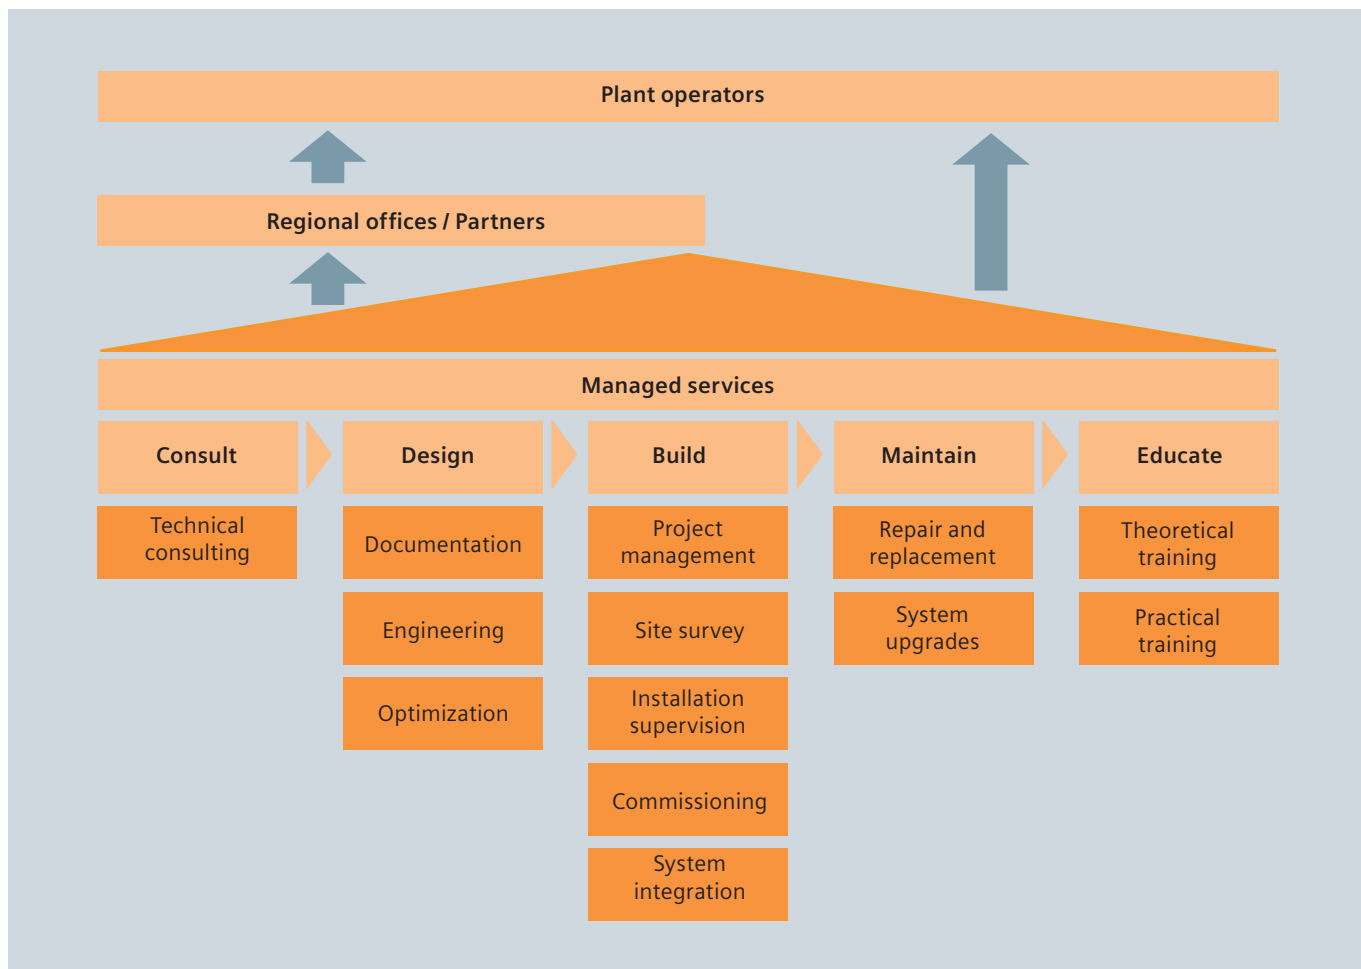 Plant operators
Regional offices / Partners
Managed services
Consult
Design
Build
Maintain
Educate
Technical
consulting
Documentation
Project
management
Repair and
replacement
Theoretical
training
Engineering
Site survey
System
upgrades
Practical
training
Optimization
Installation
supervision
Commissioning
System
integration